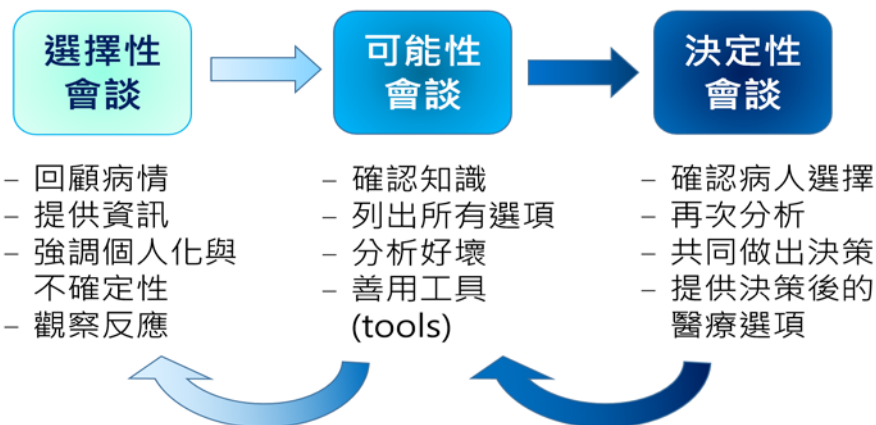 選擇性
會談
可能性
會談
決定性
會談
– 回顧病情
– 提供資訊
– 強調個人化與
不確定性
– 觀察反應
– 確認知識
– 列出所有選項
– 分析好壞
– 善用工具
(tools)
– 確認病人選擇
– 再次分析
– 共同做出決策
– 提供決策後的
醫療選項